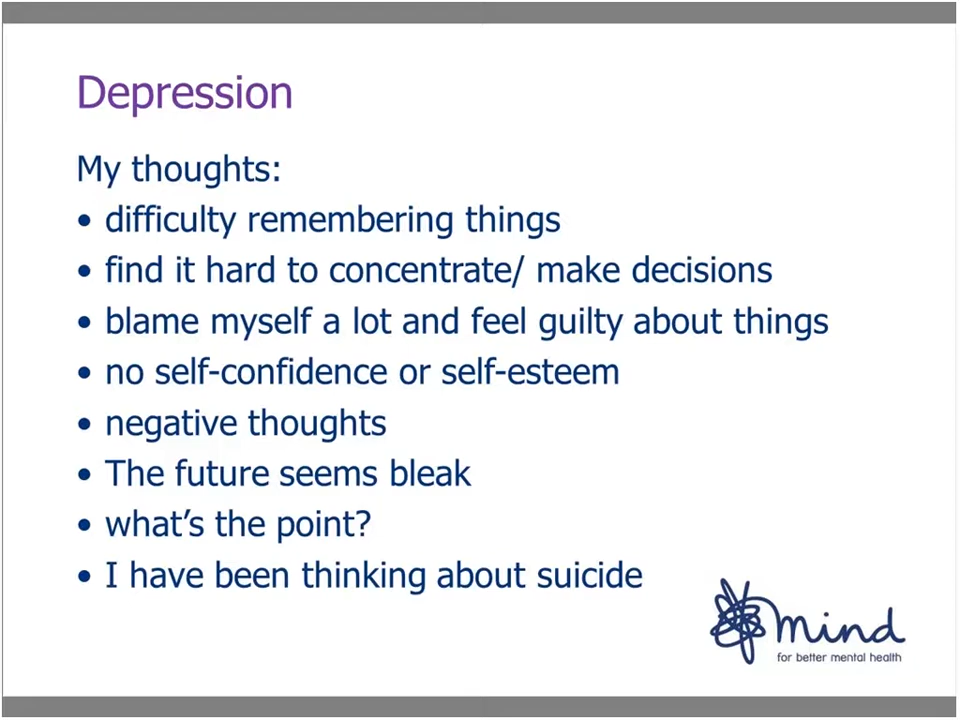 Depression
My thoughts:
• difficulty remembering things
• find it hard to concentrate/ make decisions
• blame myself a lot and feel guilty about things
• no self-confidence or self-esteem
• negative thoughts
• The future seems bleak
• what’s the point?
• I have been thinking about suicide
mind
for better mental health